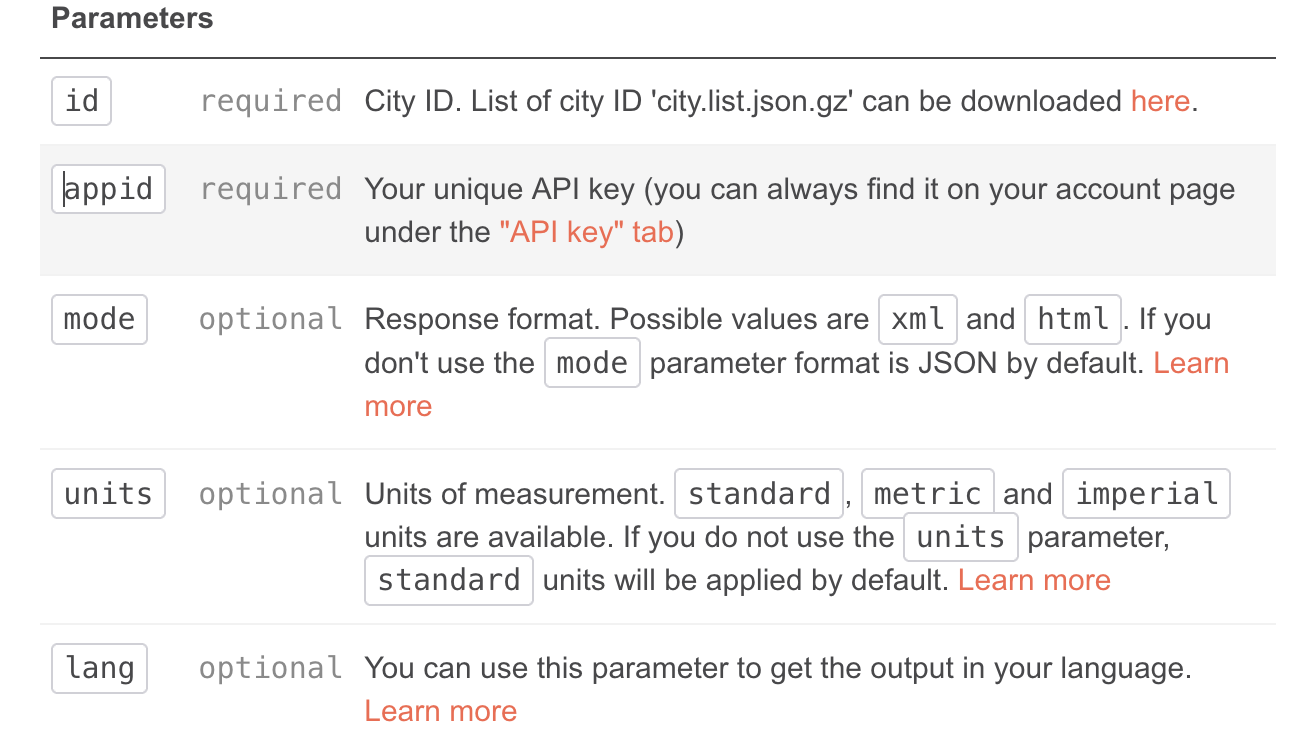 Parameters
id required City ID. List of city ID 'city.list.json.gz' can be downloaded here.
appid required Your unique API key (you can always find it on your account page
under the "API key" tab)
mode optional Response format. Possible values are xml and html. If you
don't use the mode parameter format is JSON by default. Learn
more
units optional Units of measurement. standard, metric and imperial
units are available. If you do not use the units parameter,
standard units will be applied by default. Learn more
lang optional You can use this parameter to get the output in your language.
Learn more